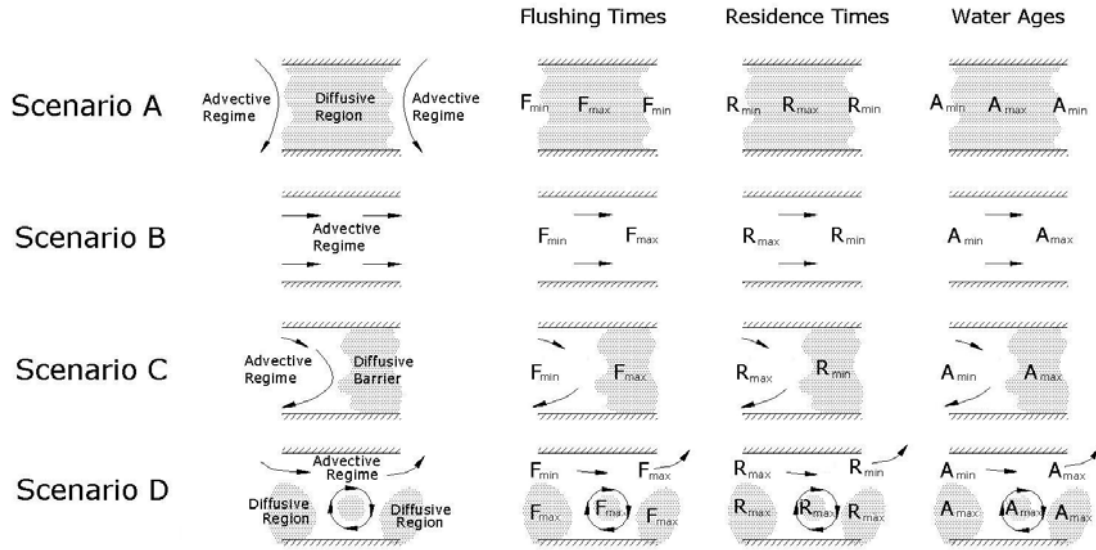 Flushing Times Residence Times Water Ages
Scenario A
Advective
Regime
Diffusive
Region
Advective
Regime
Fmin Fmax Fmin
Rmin Rmax Rmin
Amin Amax Amin
Scenario B
Advective
Regime
Fmin Fmax
Rmax Rmin
Amin Amax
Scenario C
Advective
Regime
Diffusive
Barrier
Fmin Fmax
Rmax Rmin
Amin Amax
Scenario D
Advective
Regime
Diffusive
Region
Diffusive
Region
Fmin Fmax
Fmax Fmax Fmax
Rmax Rmin
Rmax Rmax Rmax
Amin Amax
Amax Amax Amax